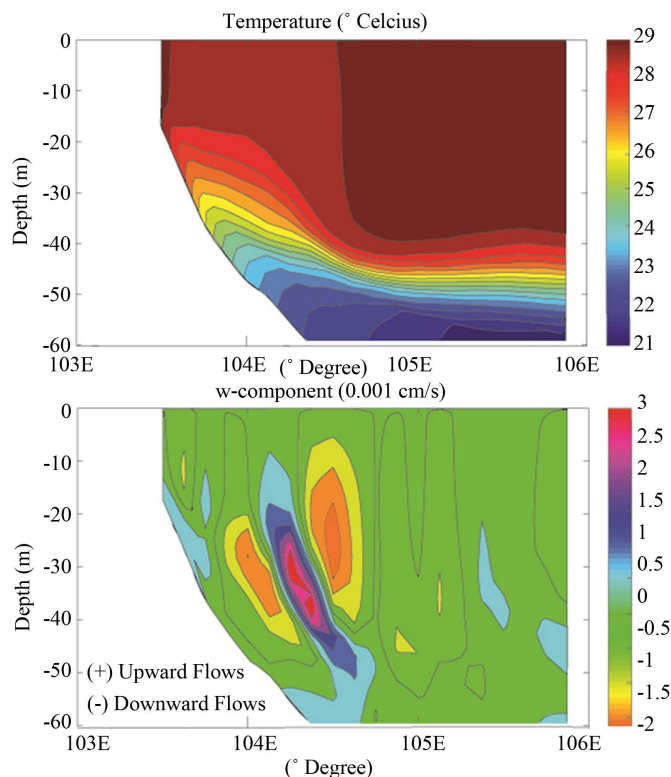 Temperature (˚ Celcius)
Depth (m)
0
-10
-20
-30
-40
-50
-60
103E
104E
105E
106E
(˚ Degree)
29
28
27
26
25
24
23
22
21
w-component (0.001 cm/s)
Depth (m)
0
-10
-20
-30
-40
-50
-60
(+) Upward Flows
(-) Downward Flows
103E
104E
105E
106E
(˚ Degree)
3
2.5
2
1.5
1
0.5
0
-0.5
-1
-1.5
-2